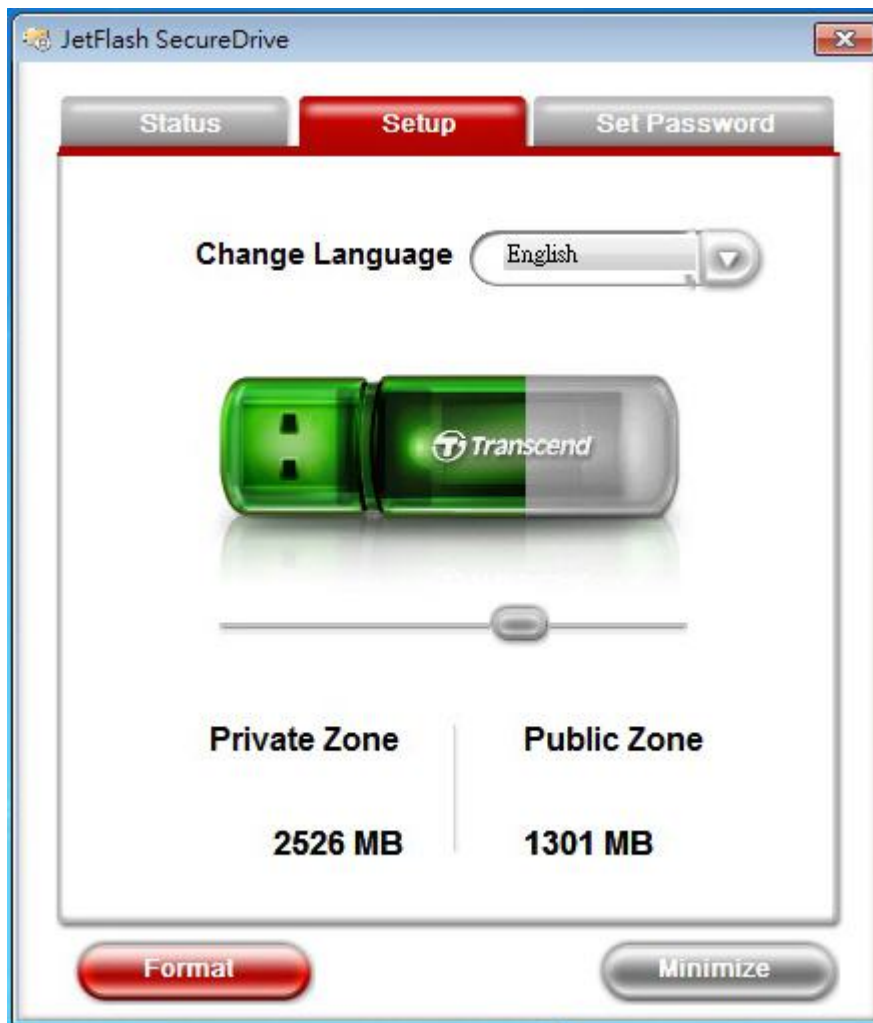 JetFlash SecureDrive
Status Setup Set Password
Change Language English
Transcend
Private Zone Public Zone
2526 MB 1301 MB
Format Minimize